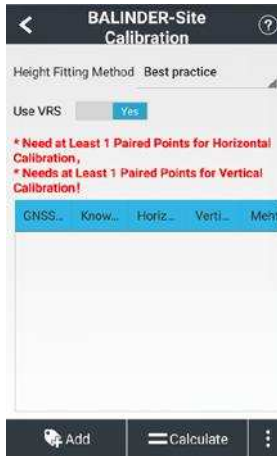 BALINDER-Site
Calibration
Height Fitting Method Best practice
Use VRS Yes
* Need at Least 1 Paired Points for Horizontal
Calibration,
* Needs at Least 1 Paired Points for Vertical
Calibration!
GNSS... Know... Horiz... Verti... Meth
Add Calculate